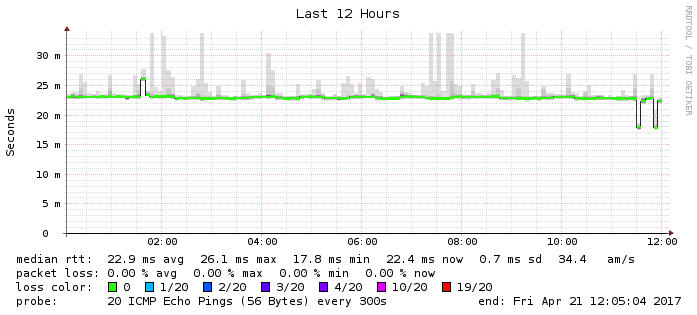 Last 12 Hours
RRDTOOL / TOBI OETIKER
Seconds
30 m
25 m
20 m
15 m
10 m
5 m
0
02:00 04:00 06:00 08:00 10:00 12:00
median rtt: 22.9 ms avg 26.1 ms max 17.8 ms min 22.4 ms now 0.7 ms sd 34.4 am/s
packet loss: 0.00 % avg 0.00 % max 0.00 % min 0.00 % now
loss color: 0 1/20 2/20 3/20 4/20 10/20 19/20
probe: 20 ICMP Echo Pings (56 Bytes) every 300s end: Fri Apr 21 12:05:04 2017